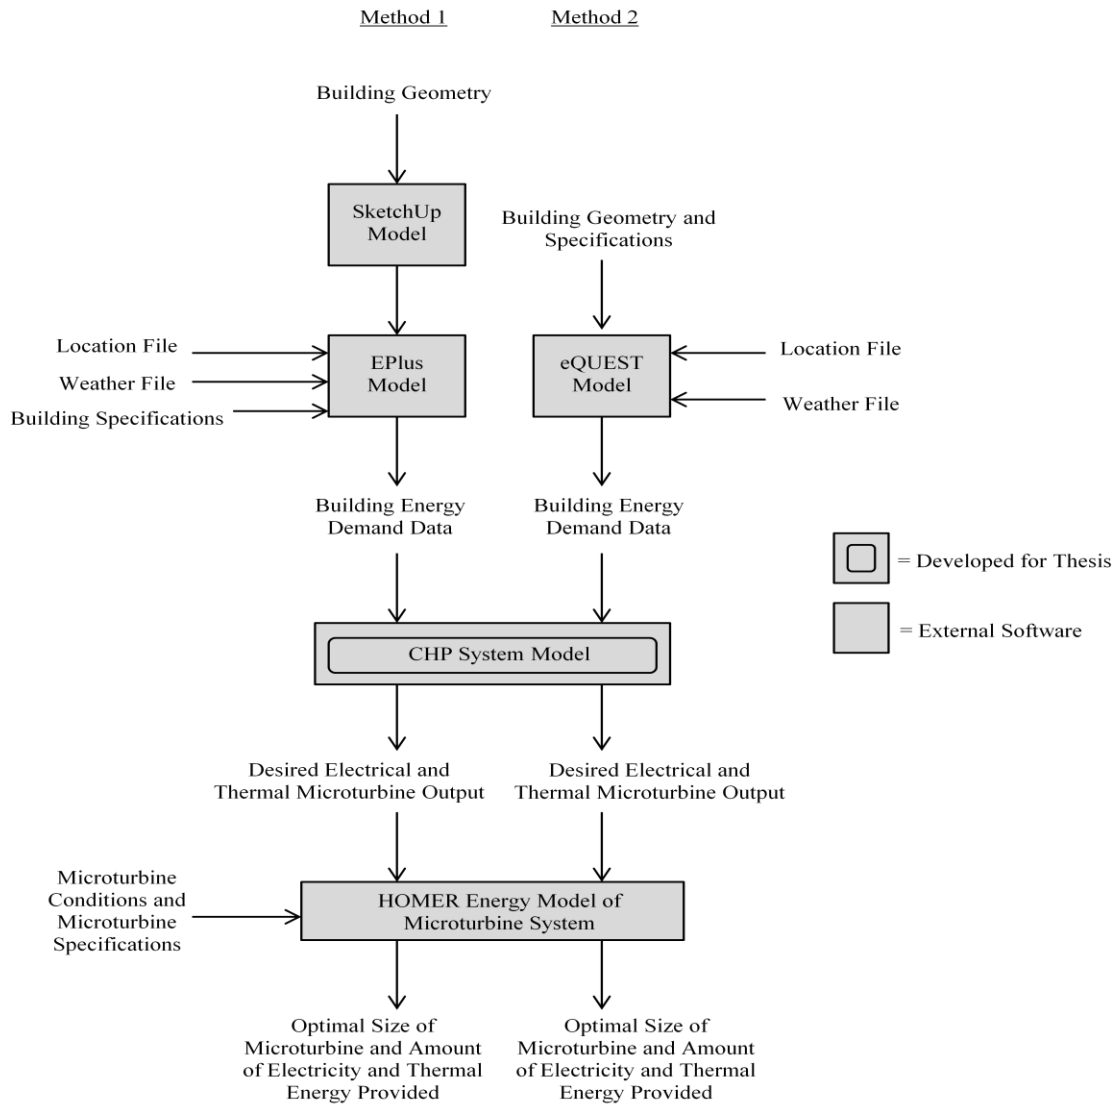 Method 1
Method 2
Building Geometry
SketchUp
Model
Building Geometry and
Specifications
Location File
Weather File
Building Specifications
EPlus
Model
eQUEST
Model
Location File
Weather File
Building Energy
Demand Data
Building Energy
Demand Data
= Developed for Thesis
= External Software
CHP System Model
Desired Electrical and
Thermal Microturbine Output
Desired Electrical and
Thermal Microturbine Output
Microturbine
Conditions and
Microturbine
Specifications
HOMER Energy Model of
Microturbine System
Optimal Size of
Microturbine and Amount
of Electricity and Thermal
Energy Provided
Optimal Size of
Microturbine and Amount
of Electricity and Thermal
Energy Provided